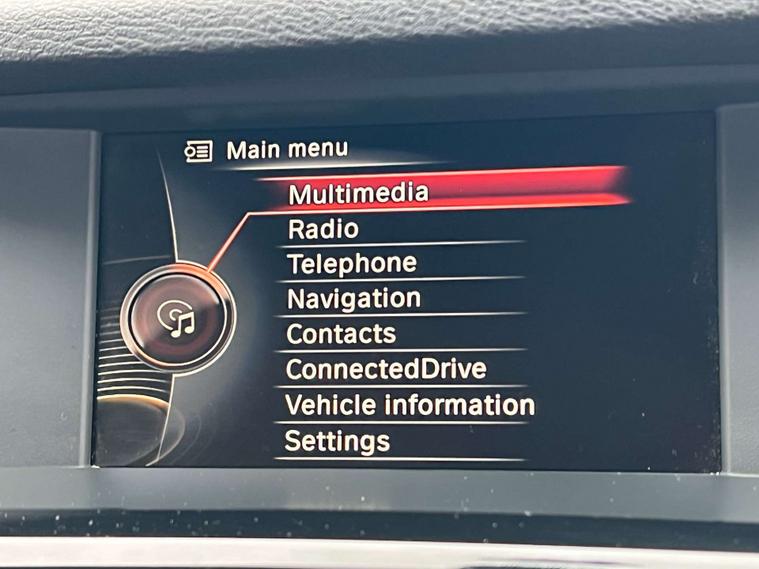 Main menu
Multimedia
Radio
Telephone
Navigation
Contacts
ConnectedDrive
Vehicle information
Settings